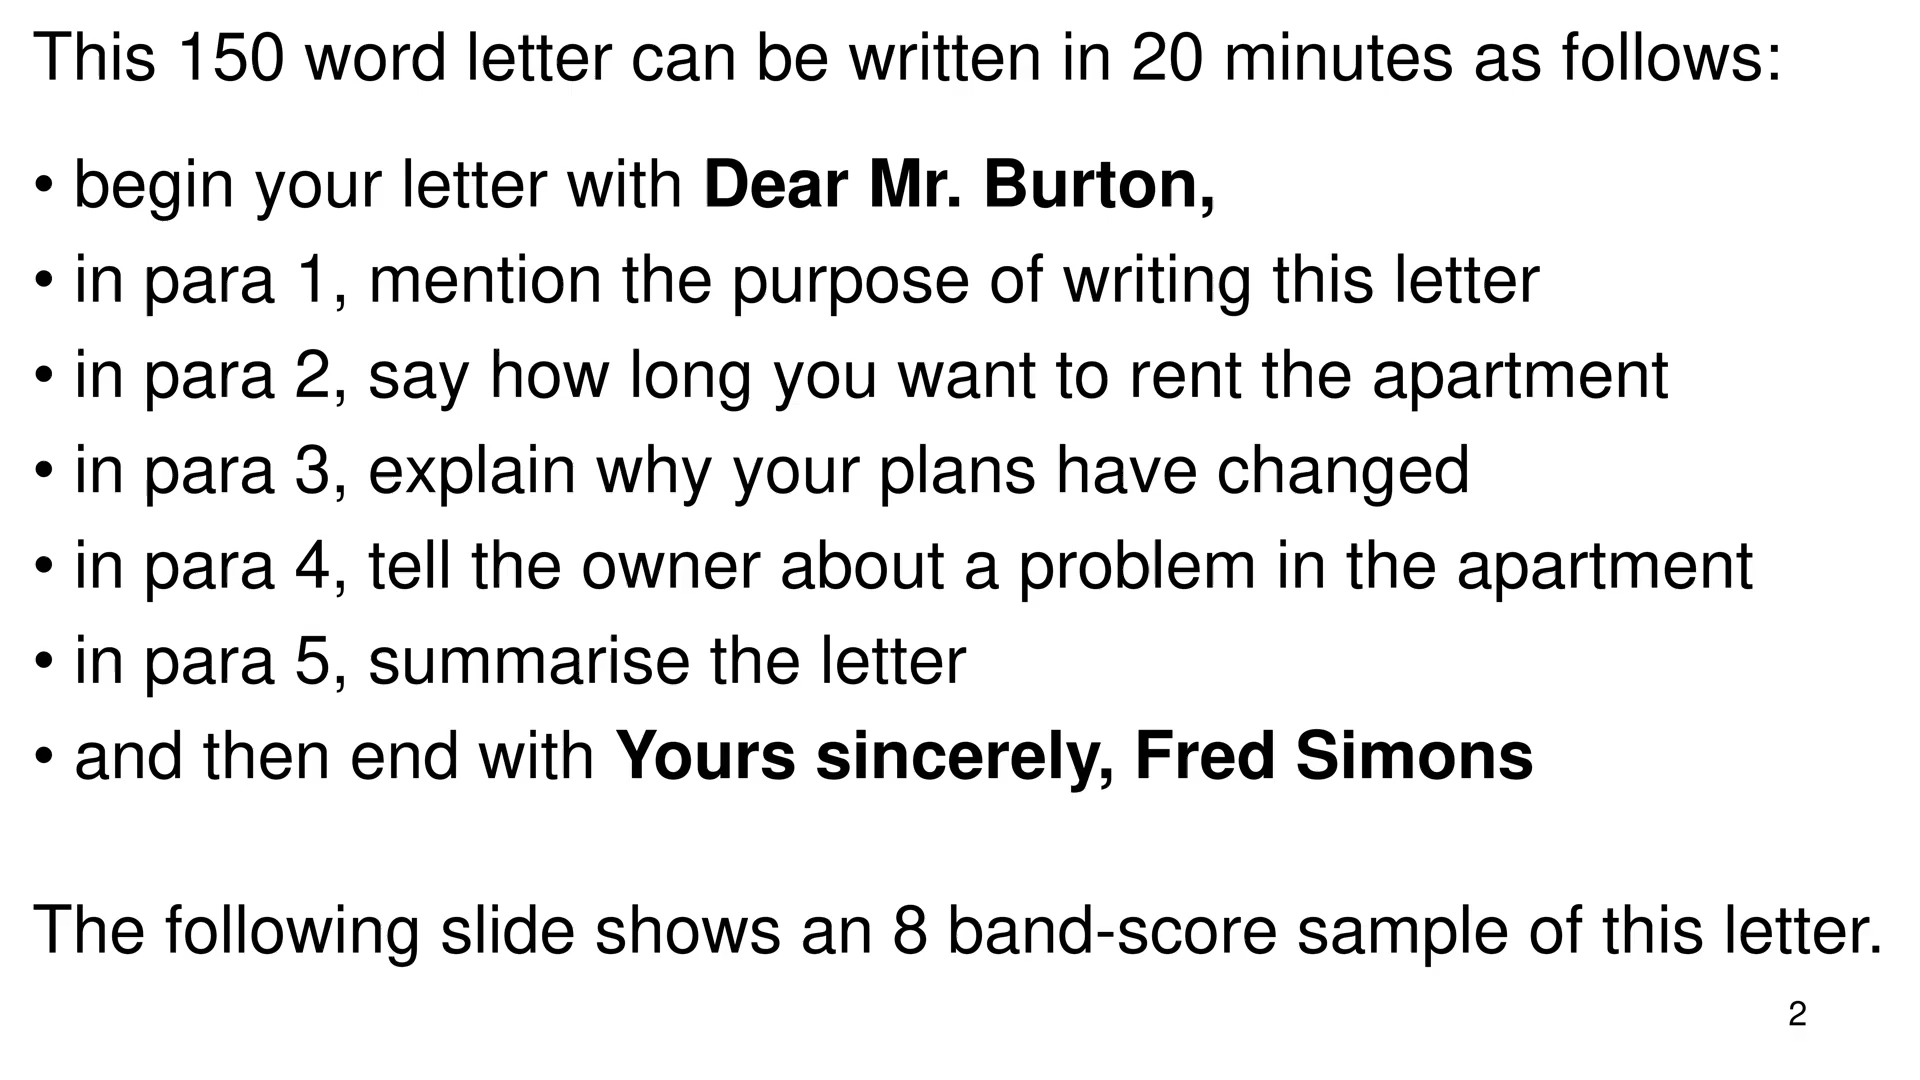 This 150 word letter can be written in 20 minutes as follows:
• begin your letter with Dear Mr. Burton,
• in para 1, mention the purpose of writing this letter
• in para 2, say how long you want to rent the apartment
• in para 3, explain why your plans have changed
• in para 4, tell the owner about a problem in the apartment
• in para 5, summarise the letter
• and then end with Yours sincerely, Fred Simons
The following slide shows an 8 band-score sample of this letter.
2